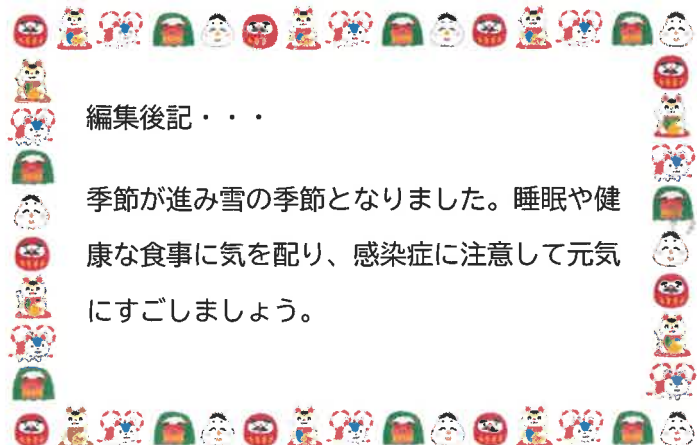 編集後記・・・
季節が進み雪の季節となりました。睡眠や健
康な食事に気を配り、感染症に注意して元気
にすごしましょう。